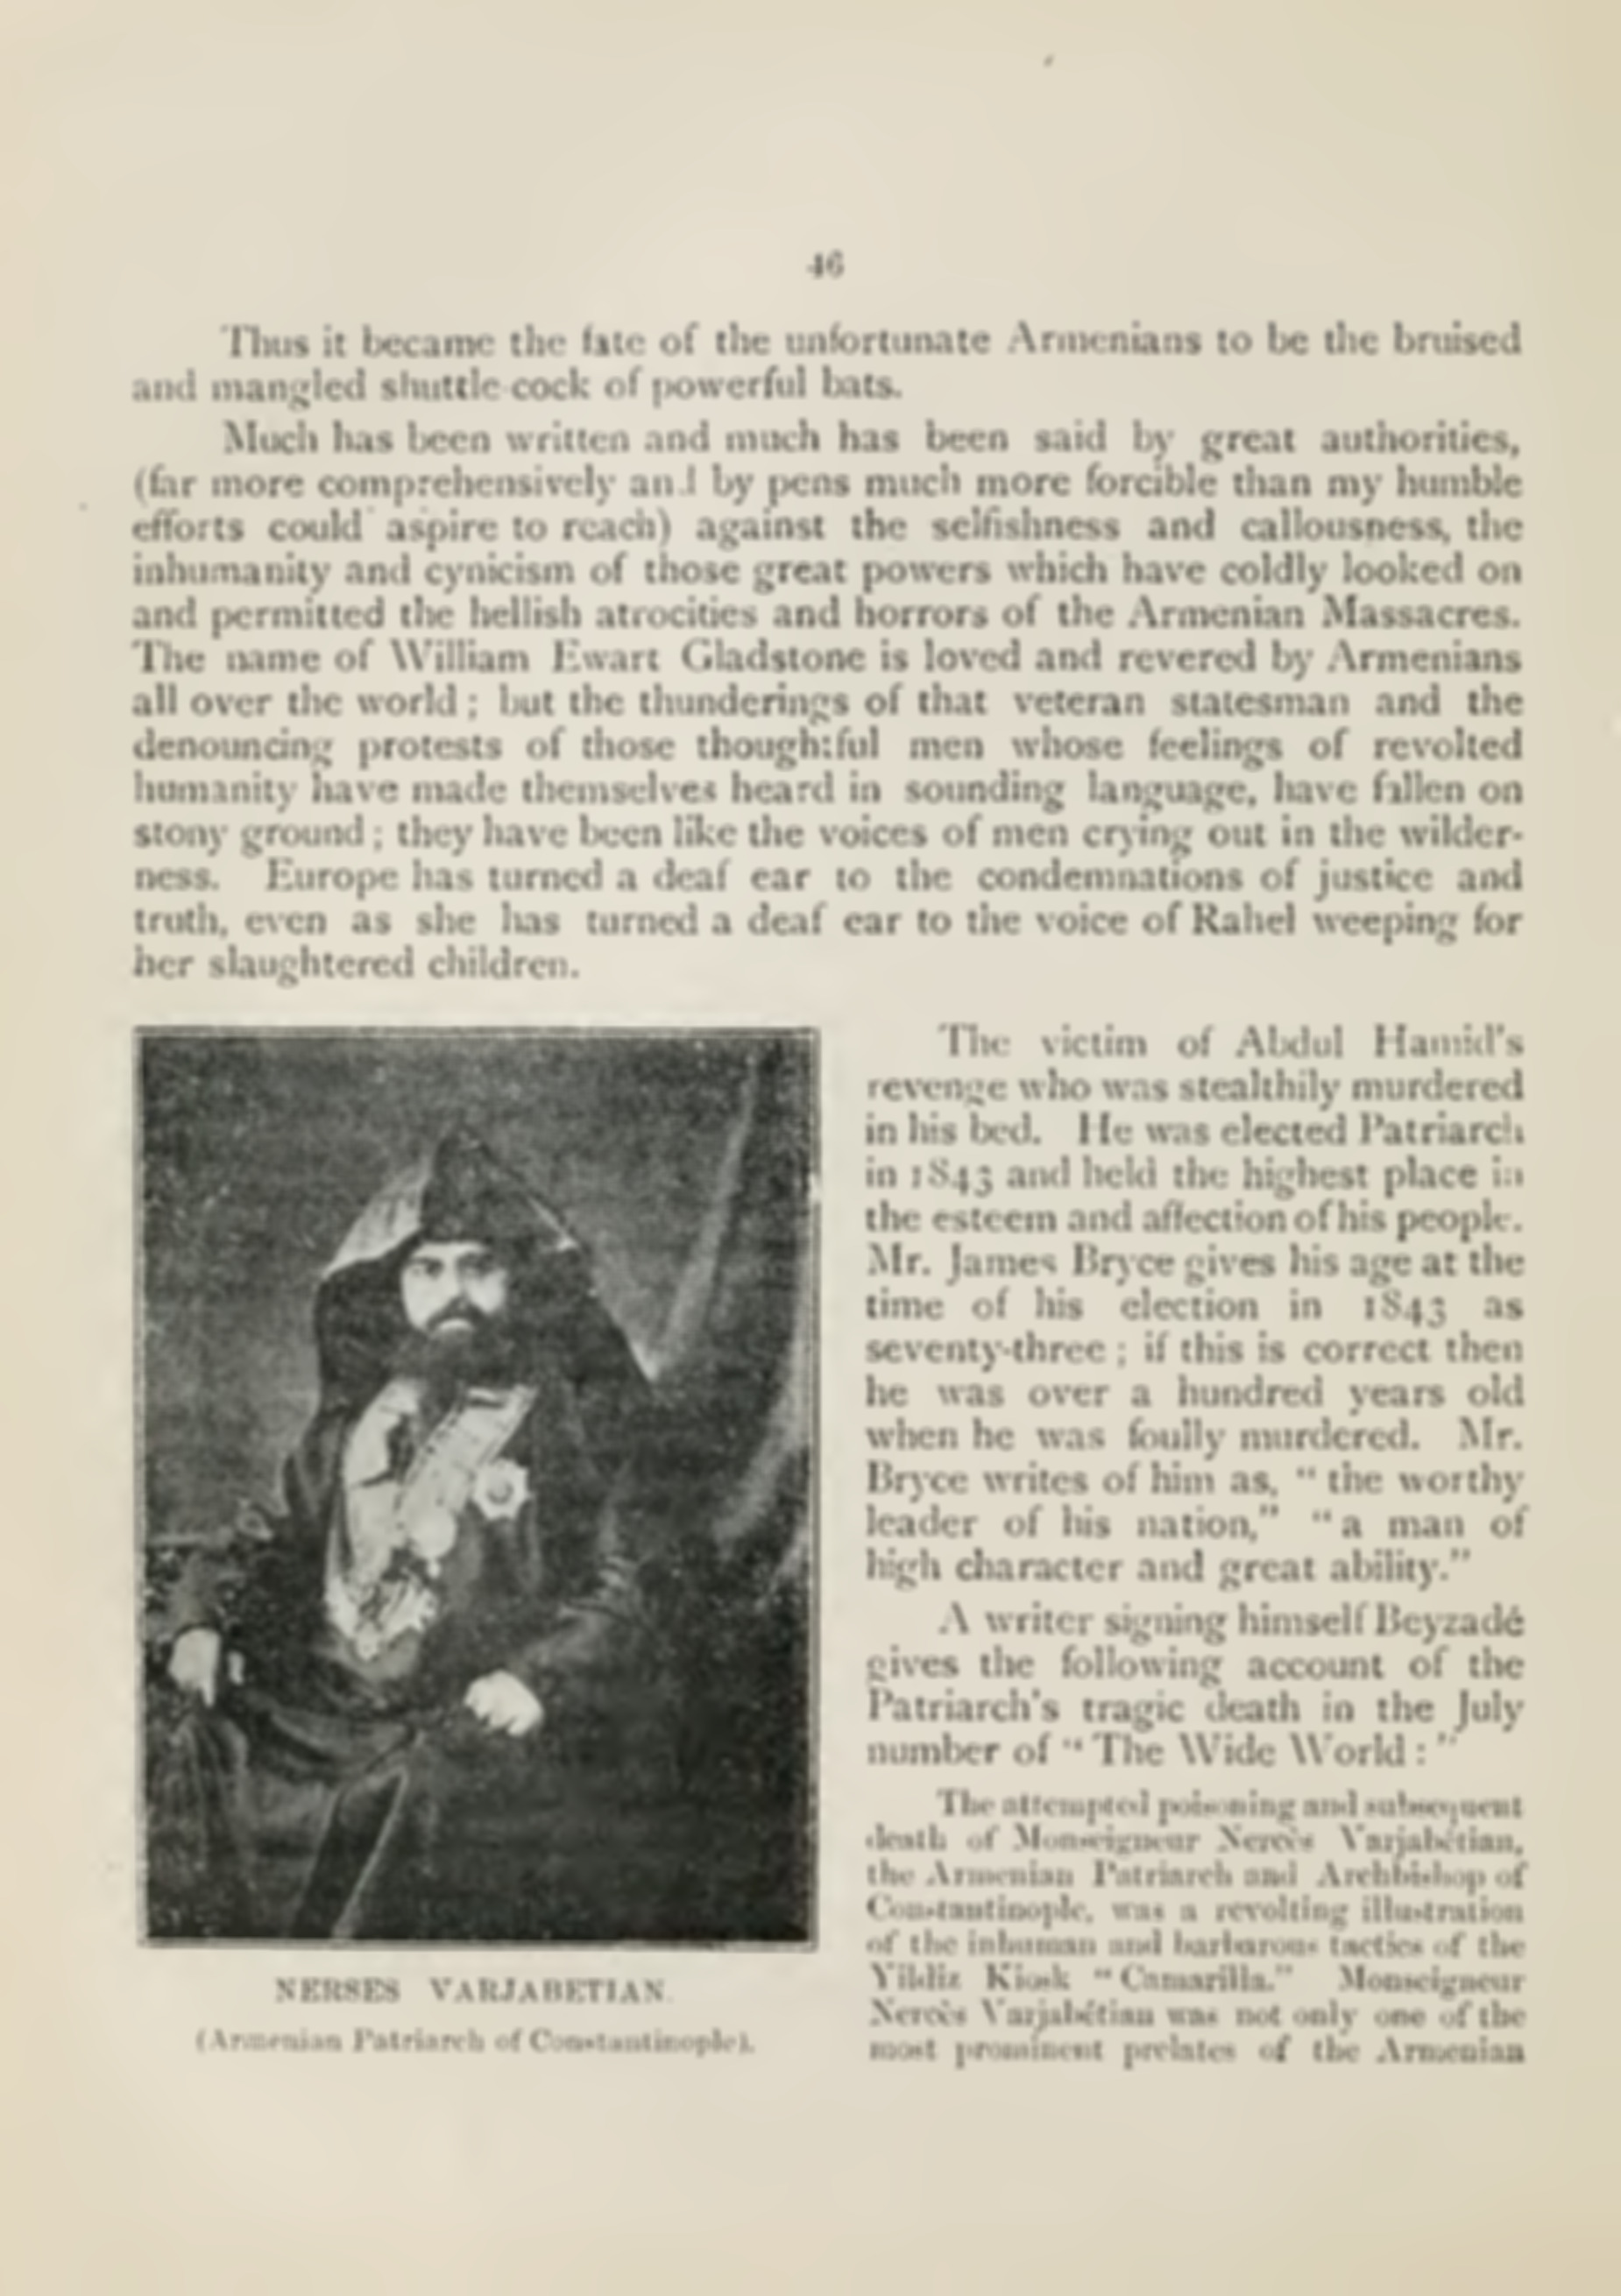 46
Thus it became the fate of the unfortunate Armenians to be the bruised
and mangled shuttle-cock of powerful bats.
Much has been written and much has been said by great authorities,
(far more comprehensively and by pens much more forcible than my humble
efforts could aspire to reach) against the selfishness and callousness, the
inhumanity and cynicism of those great powers which have coldly looked on
and permitted the hellish atrocities and horrors of the Armenian Massacres.
The name of William Ewart Gladstone is loved and revered by Armenians
all over the world ; but the thunderings of that veteran statesman and the
denouncing protests of those thoughtful men whose feelings of revolted
humanity have made themselves heard in sounding language, have fallen on
stony ground ; they have been like the voices of men crying out in the wilder-
ness. Europe has turned a deaf ear to the condemnations of justice and
truth, even as she has turned a deaf ear to the voice of Rahel weeping for
her slaughtered children.
The victim of Abdul Hamid's
revenge who was stealthily murdered
in his bed. He was elected Patriarch
in 1843 and held the highest place in
the esteem and affection of his people.
Mr. James Bryce gives his age at the
time of his election in 1843 as
seventy-three ; if this is correct then
he was over a hundred years old
when he was foully murdered. Mr.
Bryce writes of him as, "the worthy
leader of his nation," "a man of
high character and great ability."
A writer signing himself Beyzadé
gives the following account of the
Patriarch's tragic death in the July
number of "The Wide World :"
The attempted poisoning and subsequent
death of Monseigneur Nercès Varjabétian,
the Armenian Patriarch and Archbishop of
Constantinople, was a revolting illustration
of the inhuman and barbarous tactics of the
Yildiz Kiosk "Camarilla." Monseigneur
Nercès Varjabétian was not only one of the
most prominent prelates of the Armenian
NERSES VARJABETIAN.
(Armenian Patriarch of Constantinople).